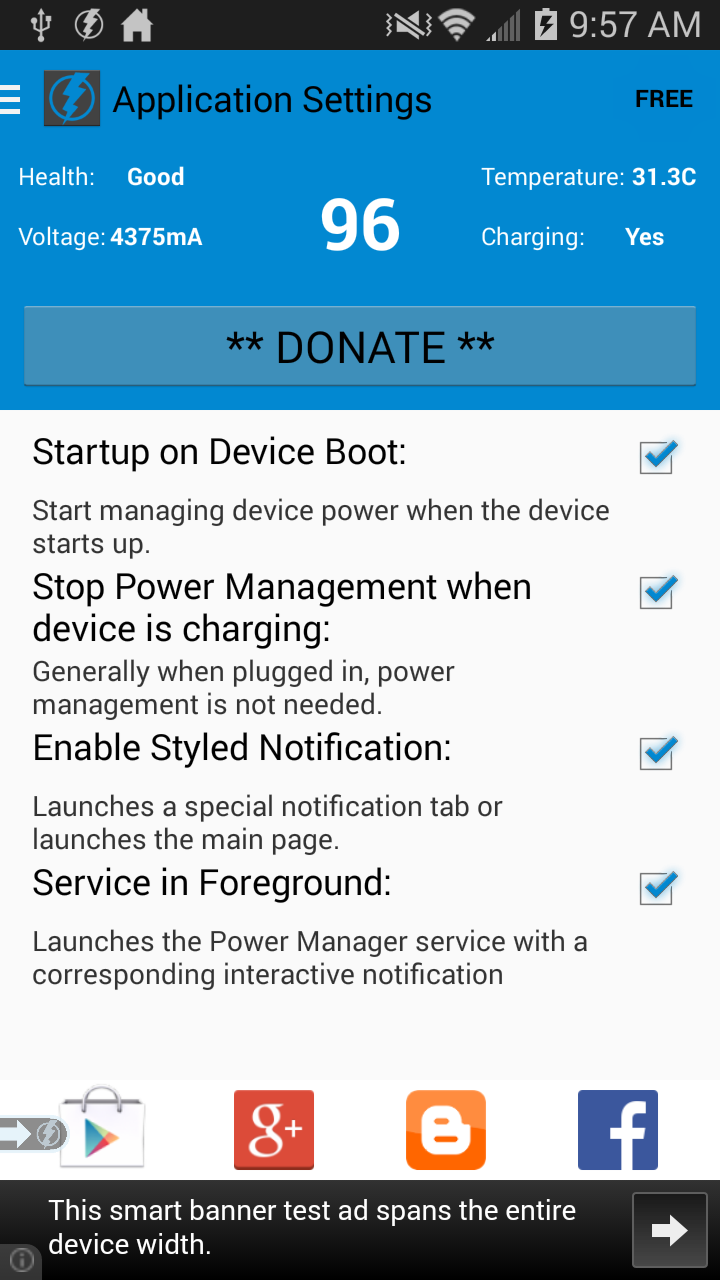 9:57 AM
Application Settings FREE
Health: Good Temperature: 31.3C
96
Voltage: 4375mA Charging: Yes
** DONATE **
Startup on Device Boot:
Start managing device power when the device
starts up.
Stop Power Management when
device is charging:
Generally when plugged in, power
management is not needed.
Enable Styled Notification:
Launches a special notification tab or
launches the main page.
Service in Foreground:
Launches the Power Manager service with a
corresponding interactive notification
g+
B
f
This smart banner test ad spans the entire
device width.